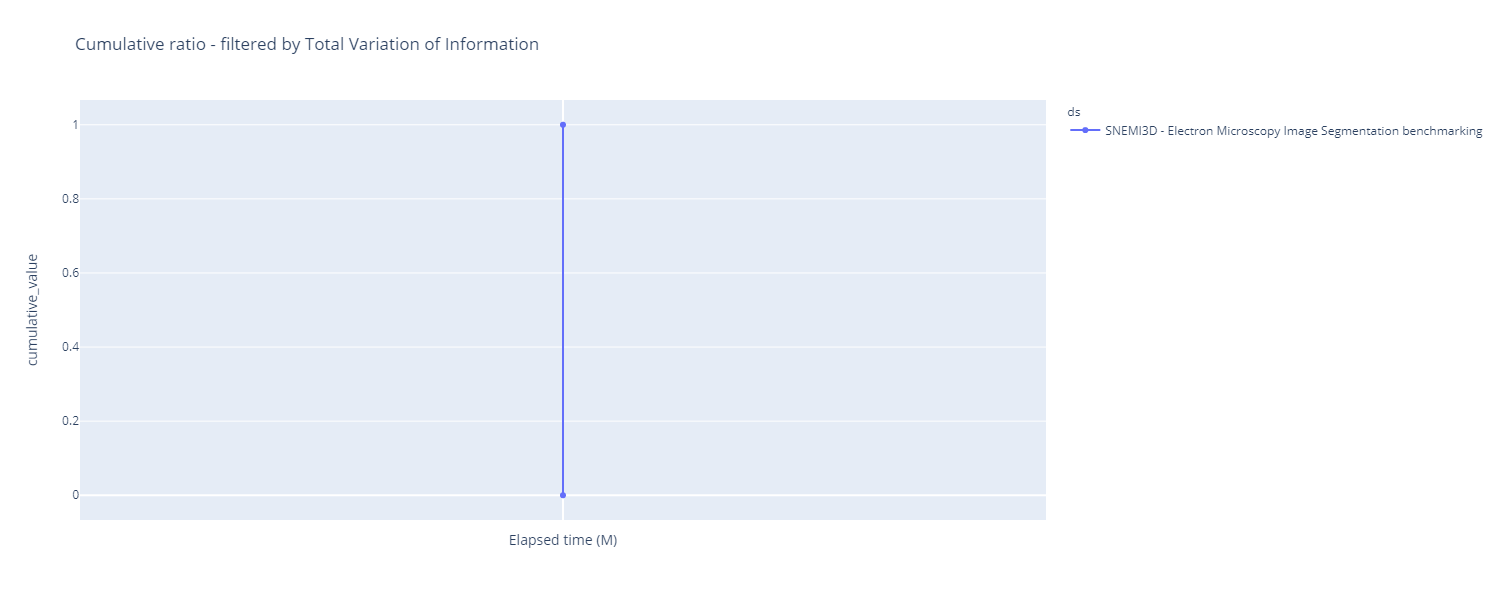 Cumulative ratio - filtered by Total Variation of Information
ds
SNEMI3D - Electron Microscopy Image Segmentation benchmarking
1
0.8
0.6
0.4
0.2
0
cumulative_value
Elapsed time (M)